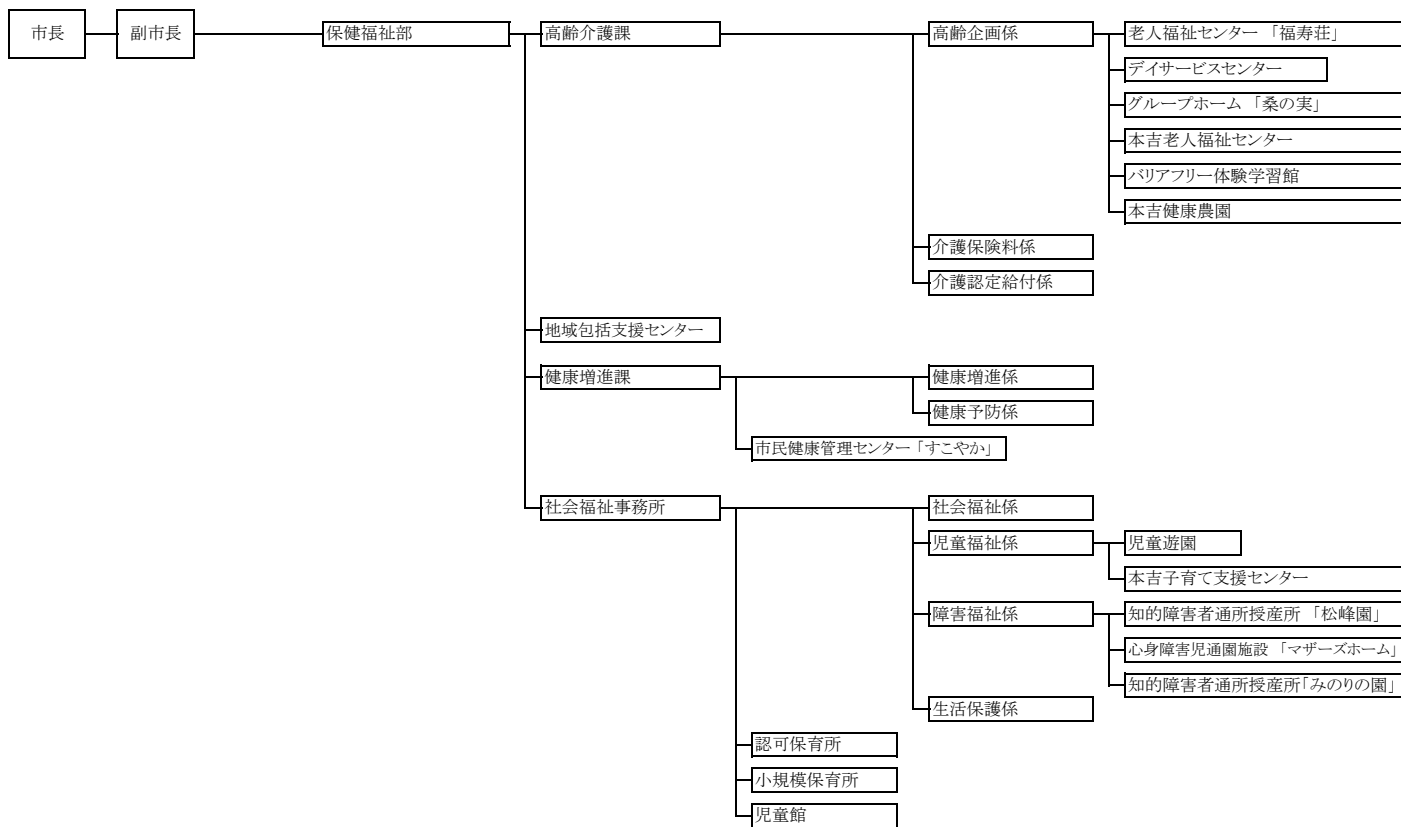 市長
副市長
保健福祉部
高齢介護課
高齢企画係
老人福祉センター 「福寿荘」
デイサービスセンター
グループホーム 「桑の実」
本吉老人福祉センター
バリアフリー体験学習館
本吉健康農園
介護保険料係
介護認定給付係
地域包括支援センター
健康増進課
健康増進係
健康予防係
市民健康管理センター「すこやか」
社会福祉事務所
社会福祉係
児童福祉係
児童遊園
本吉子育て支援センター
障害福祉係
知的障害者通所授産所 「松峰園」
心身障害児通園施設 「マザーズホーム」
知的障害者通所授産所「みのりの園」
生活保護係
認可保育所
小規模保育所
児童館